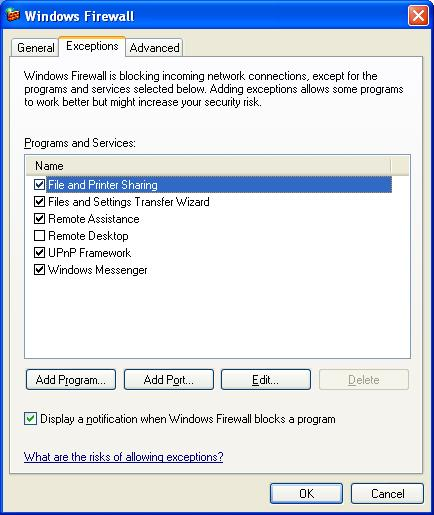 Windows Firewall
General Exceptions Advanced
Windows Firewall is blocking incoming network connections, except for the
programs and services selected below. Adding exceptions allows some programs
to work better but might increase your security risk.
Programs and Services:
Name
File and Printer Sharing
Files and Settings Transfer Wizard
Remote Assistance
Remote Desktop
UPnP Framework
Windows Messenger
Add Program... Add Port... Edit... Delete
Display a notification when Windows Firewall blocks a program
What are the risks of allowing exceptions?
OK Cancel